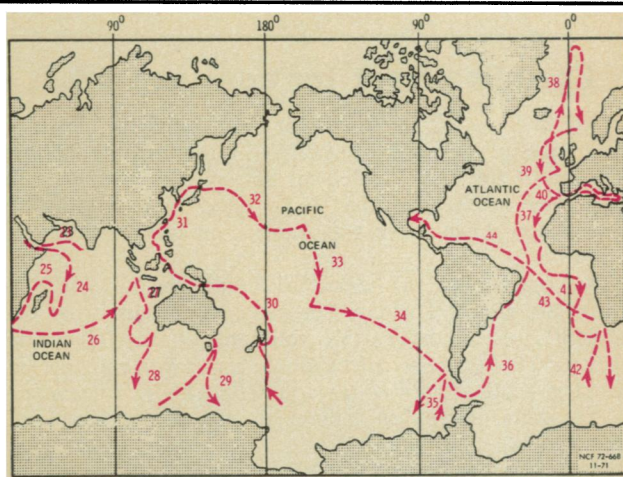 90° 180° 90° 0°
38
39
ATLANTIC
OCEAN
40
37
23
31
32
PACIFIC
OCEAN
44
25
24
33
27
41
30
34
43
26
INDIAN
OCEAN
36
28
29
35
42
NCF 72-668
11-71